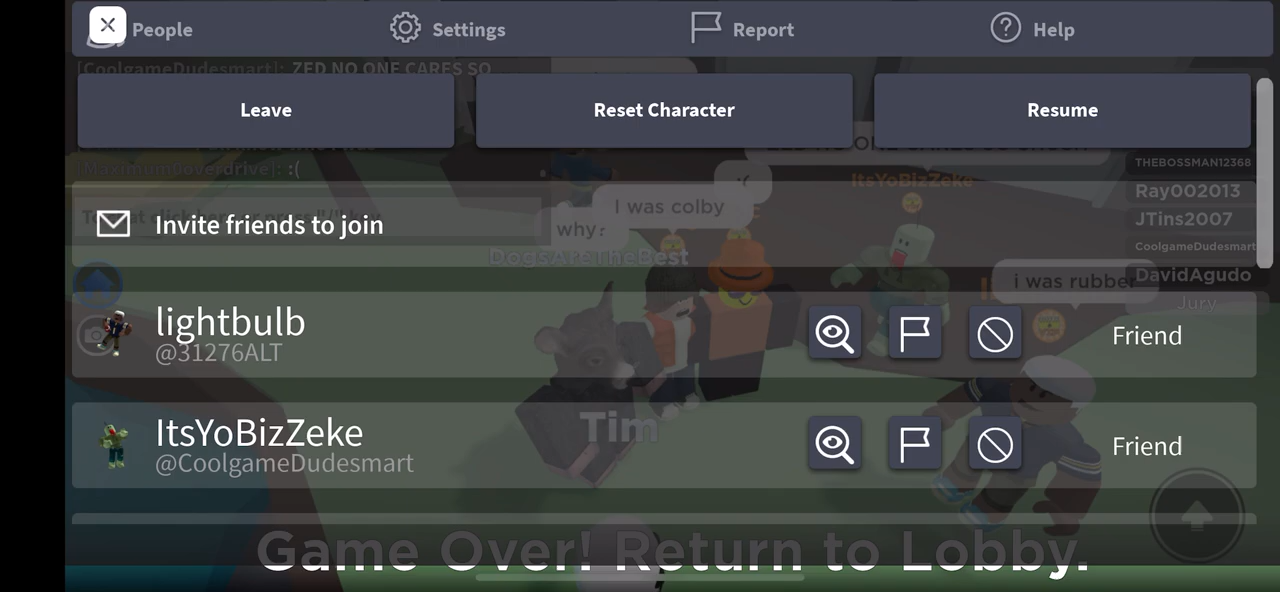 People
Settings
Report
Help
[CoolgameDudesmart]: ZED NO ONE CARES SO
Leave
Reset Character
Resume
[MaximumOverdrive]: :(
THEBOSSMAN12368
ItsYoBizZeke
Ray002013
:(
I was colby
JTins2007
Invite friends to join
why?
CoolgameDudesmart
DogsAreTheBest
i was rubber
DavidAgudo
Jury
lightbulb
@31276ALT
Friend
ItsYoBizZeke
@CoolgameDudesmart
Tim
Friend
Game Over! Return to Lobby.